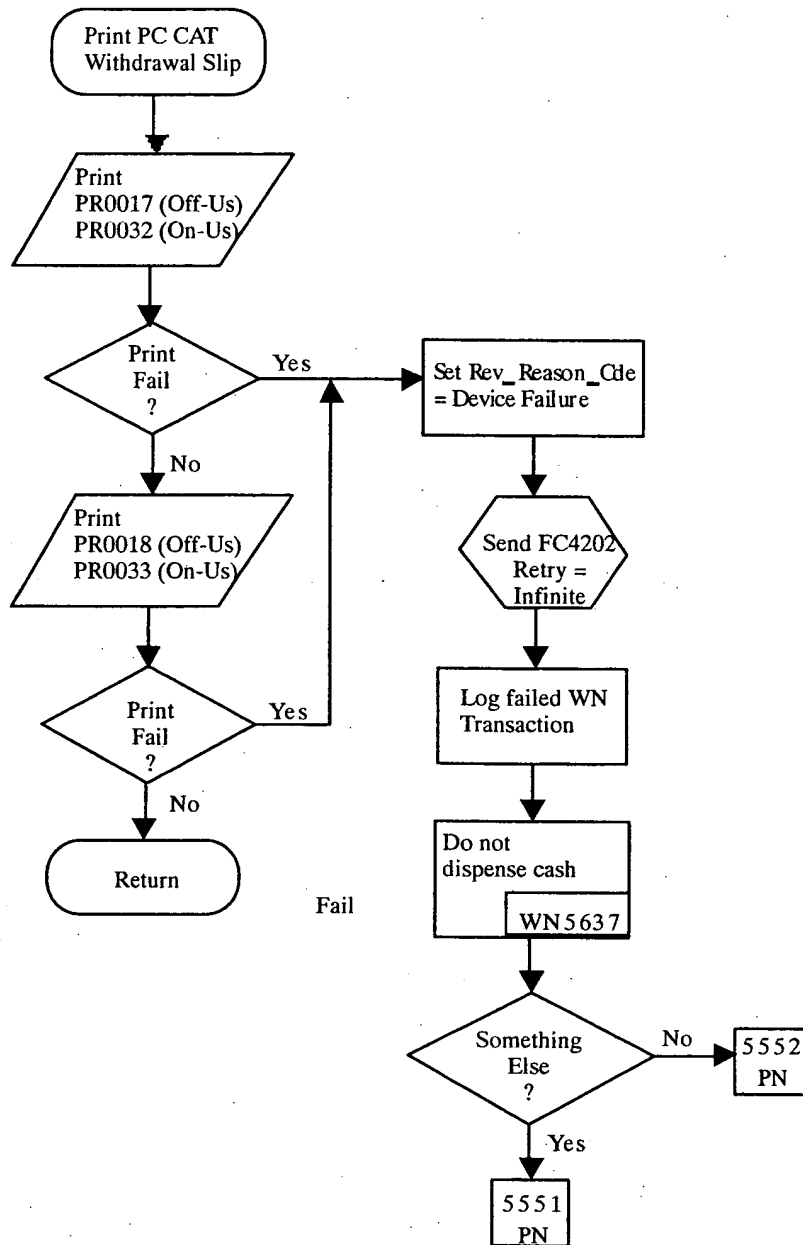 Print PC CAT
Withdrawal Slip
Print
PR0017 (Off-Us)
PR0032 (On-Us)
Print
Fail
?
Yes
No
Set Rev_Reason_Cde
= Device Failure
Print
PR0018 (Off-Us)
PR0033 (On-Us)
Send FC4202
Retry =
Infinite
Print
Fail
?
Yes
No
Log failed WN
Transaction
Return
Do not
dispense cash
WN5637
Fail
Something
Else
?
No
5552
PN
Yes
5551
PN